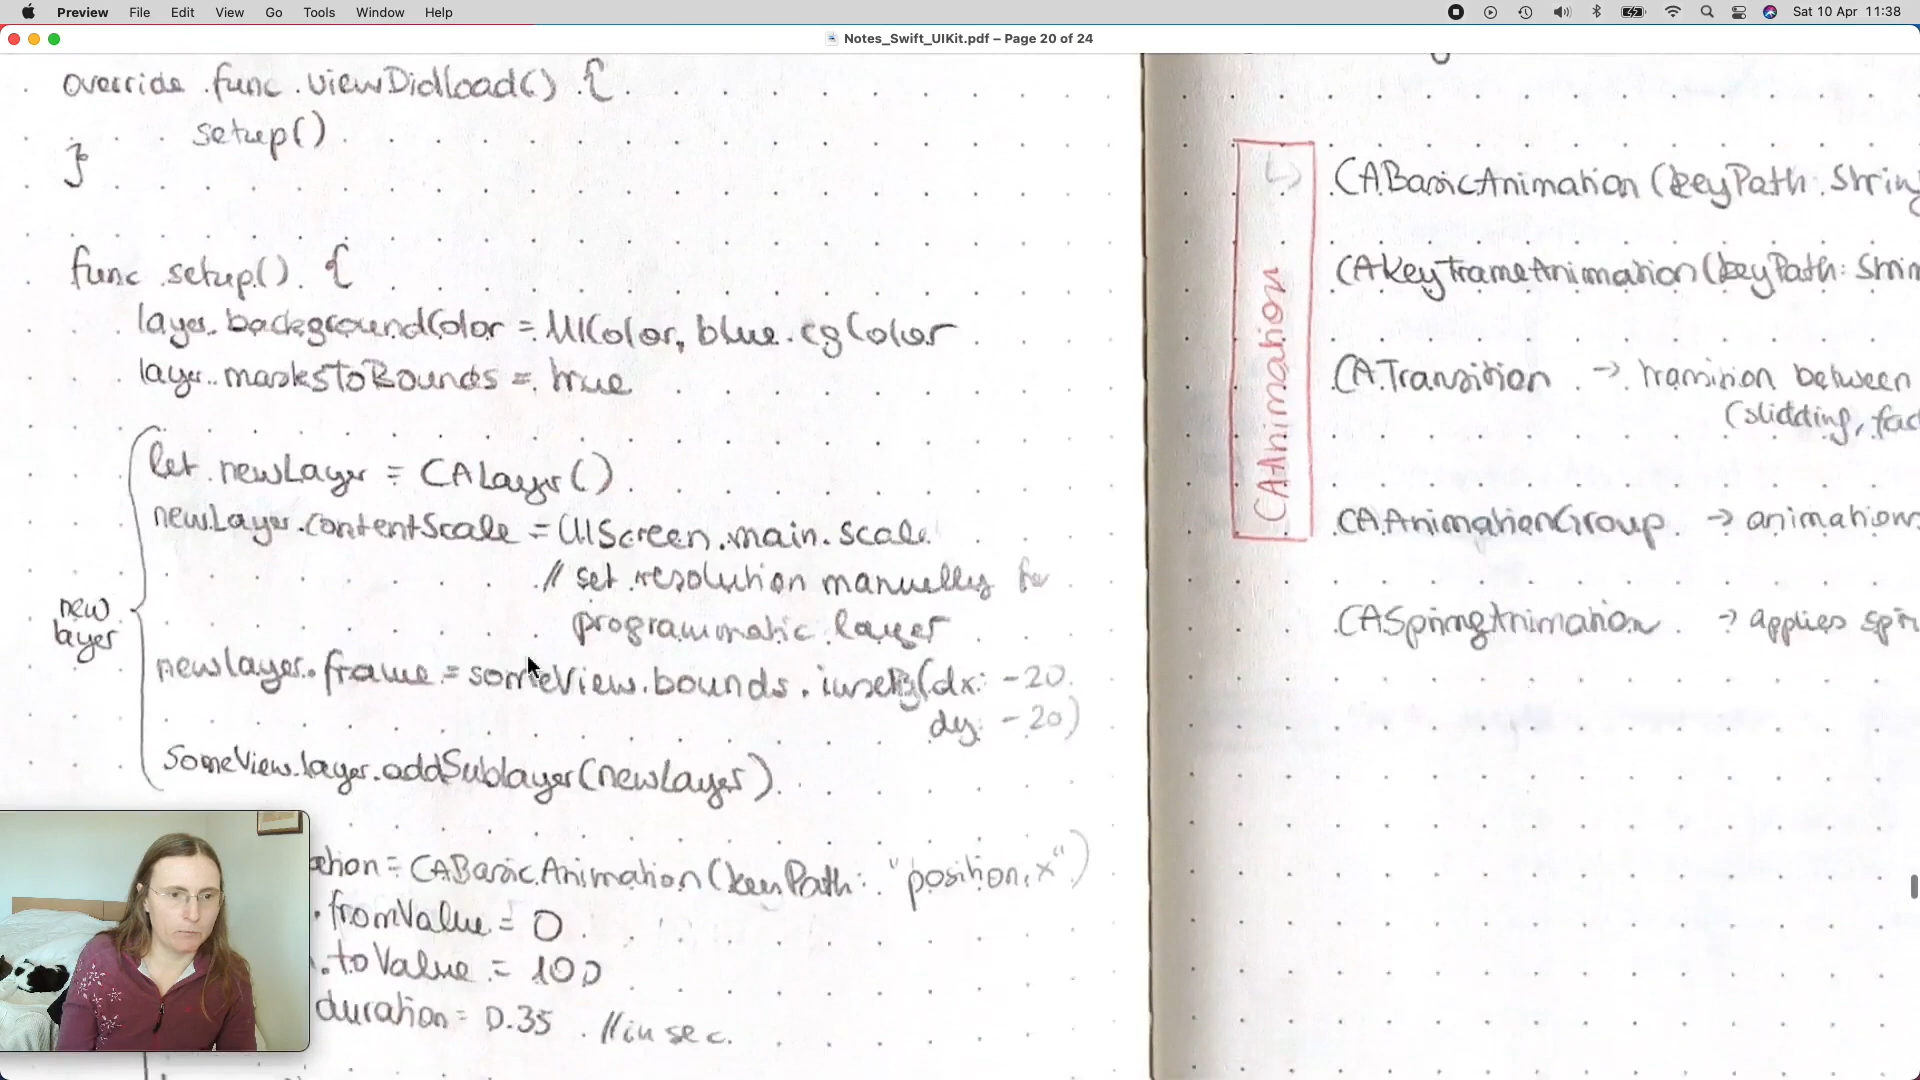 Preview File Edit View Go Tools Window Help
Sat 10 Apr 11:38
Notes_Swift_UIKit.pdf – Page 20 of 24
override func viewDidload() {
setup()
}
func setup() {
layer.backgroundColor = UIColor, blue.cgColor
layer.masksToBounds = true
new
layer
let newLayer = CALayer()
newLayer.contentScale = UIScreen.main.scale
// set resolution manually for
programmatic layer
newlayer.frame = someView.bounds.inset (dx: -20
dy: -20)
SomeView.layer.addSublayer(newLayer)
ation = CABasicAnimation (keyPath: "position.x")
.fromValue = 0
.toValue = 100
duration = 0.35 // in sec.
CAAnimation
CABasicAnimation (keyPath: String
CAKeyframeAnimation (keyPath: Strin
CATransition → transition between
(slidding, fad
CAAnimationGroup → animations
CASpringAnimation → applies spri